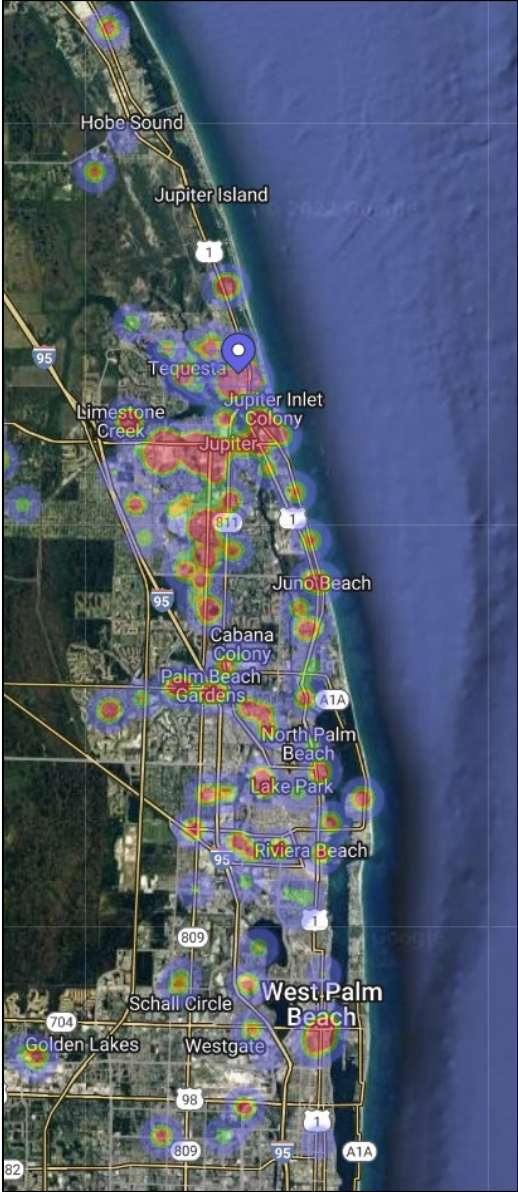 Hobe Sound
Jupiter Island
1
95
Tequesta
Jupiter Inlet
Colony
Limestone
Creek
Jupiter
811
1
Juno Beach
95
Cabana
Colony
Palm Beach
Gardens
A1A
North Palm
Beach
Lake Park
Riviera Beach
95
1
809
West Palm
Beach
Schall Circle
704
Golden Lakes
Westgate
98
1
809
95
A1A
82